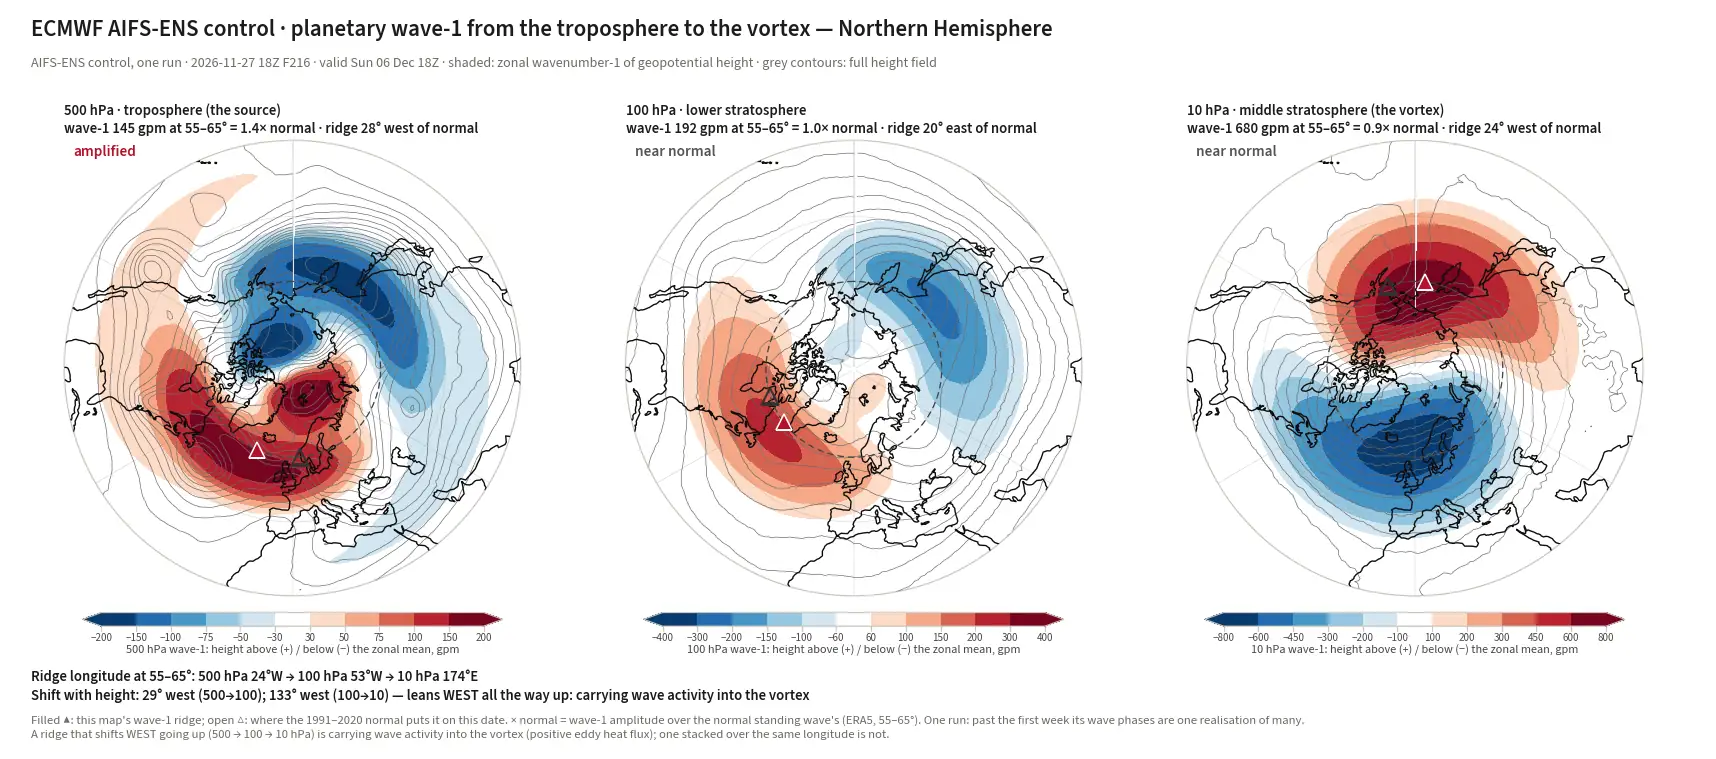 ECMWF AIFS-ENS control · planetary wave-1 from the troposphere to the vortex — Northern Hemisphere
AIFS-ENS control, one run · 2026-11-27 18Z F216 · valid Sun 06 Dec 18Z · shaded: zonal wavenumber-1 of geopotential height · grey contours: full height field
500 hPa · troposphere (the source)
wave-1 145 gpm at 55–65° = 1.4× normal · ridge 28° west of normal
amplified
100 hPa · lower stratosphere
wave-1 192 gpm at 55–65° = 1.0× normal · ridge 20° east of normal
near normal
10 hPa · middle stratosphere (the vortex)
wave-1 680 gpm at 55–65° = 0.9× normal · ridge 24° west of normal
near normal
−200 −150 −100 −75 −50 −30 30 50 75 100 150 200
500 hPa wave-1: height above (+) / below (−) the zonal mean, gpm
−400 −300 −200 −150 −100 −60 60 100 150 200 300 400
100 hPa wave-1: height above (+) / below (−) the zonal mean, gpm
−800 −600 −450 −300 −200 −100 100 200 300 450 600 800
10 hPa wave-1: height above (+) / below (−) the zonal mean, gpm
Ridge longitude at 55–65°: 500 hPa 24°W → 100 hPa 53°W → 10 hPa 174°E
Shift with height: 29° west (500→100); 133° west (100→10) — leans WEST all the way up: carrying wave activity into the vortex
Filled ▲: this map's wave-1 ridge; open △: where the 1991–2020 normal puts it on this date. × normal = wave-1 amplitude over the normal standing wave's (ERA5, 55–65°). One run: past the first week its wave phases are one realisation of many.
A ridge that shifts WEST going up (500 → 100 → 10 hPa) is carrying wave activity into the vortex (positive eddy heat flux); one stacked over the same longitude is not.